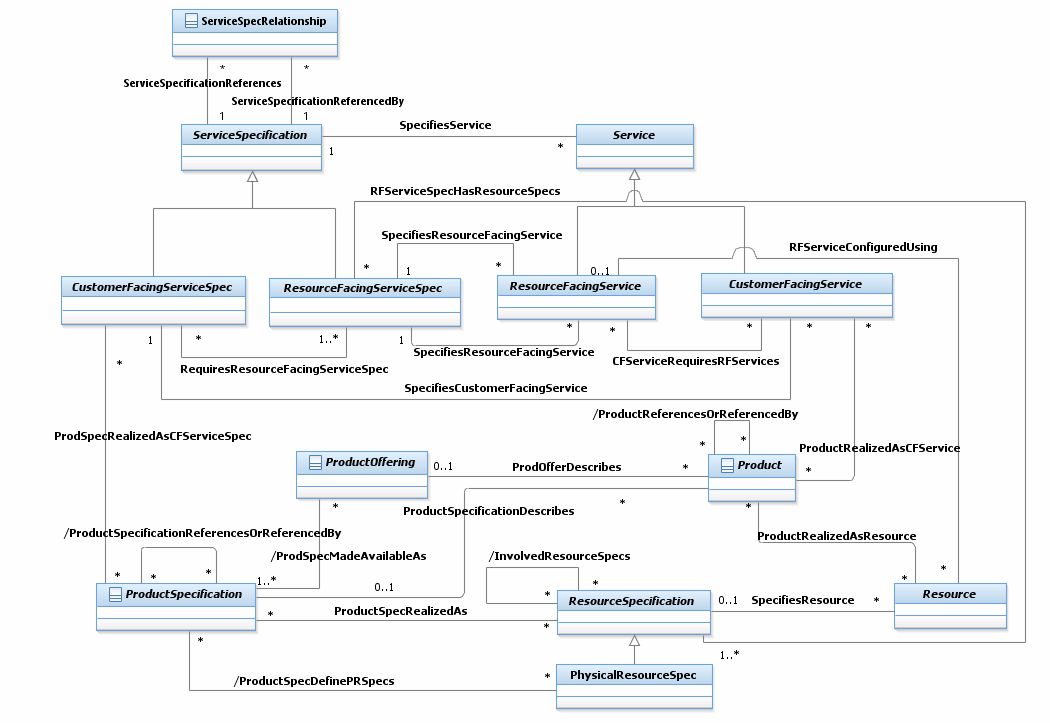 ServiceSpecRelationship
*
*
ServiceSpecificationReferences
ServiceSpecificationReferencedBy
1
1
ServiceSpecification
SpecifiesService
Service
1
*
RFServiceSpecHasResourceSpecs
SpecifiesResourceFacingService
RFServiceConfiguredUsing
*
1
*
0..1
CustomerFacingServiceSpec
ResourceFacingServiceSpec
ResourceFacingService
CustomerFacingService
1
*
1..*
1
*
*
*
*
*
SpecifiesResourceFacingService
*
RequiresResourceFacingServiceSpec
CFServiceRequiresRFServices
SpecifiesCustomerFacingService
/ProductReferencesOrReferencedBy
ProdSpecRealizedAsCFServiceSpec
*
*
ProductRealizedAsCFService
ProductOffering
0..1
ProdOfferDescribes
*
Product
*
*
*
*
ProductSpecificationDescribes
/ProductSpecificationReferencesOrReferencedBy
ProductRealizedAsResource
/ProdSpecMadeAvailableAs
/InvolvedResourceSpecs
*
*
*
1..*
0..1
*
*
*
*
ProductSpecification
ResourceSpecification
0..1
SpecifiesResource
*
Resource
*
ProductSpecRealizedAs
*
*
1..*
/ProductSpecDefinePRSpecs
*
PhysicalResourceSpec